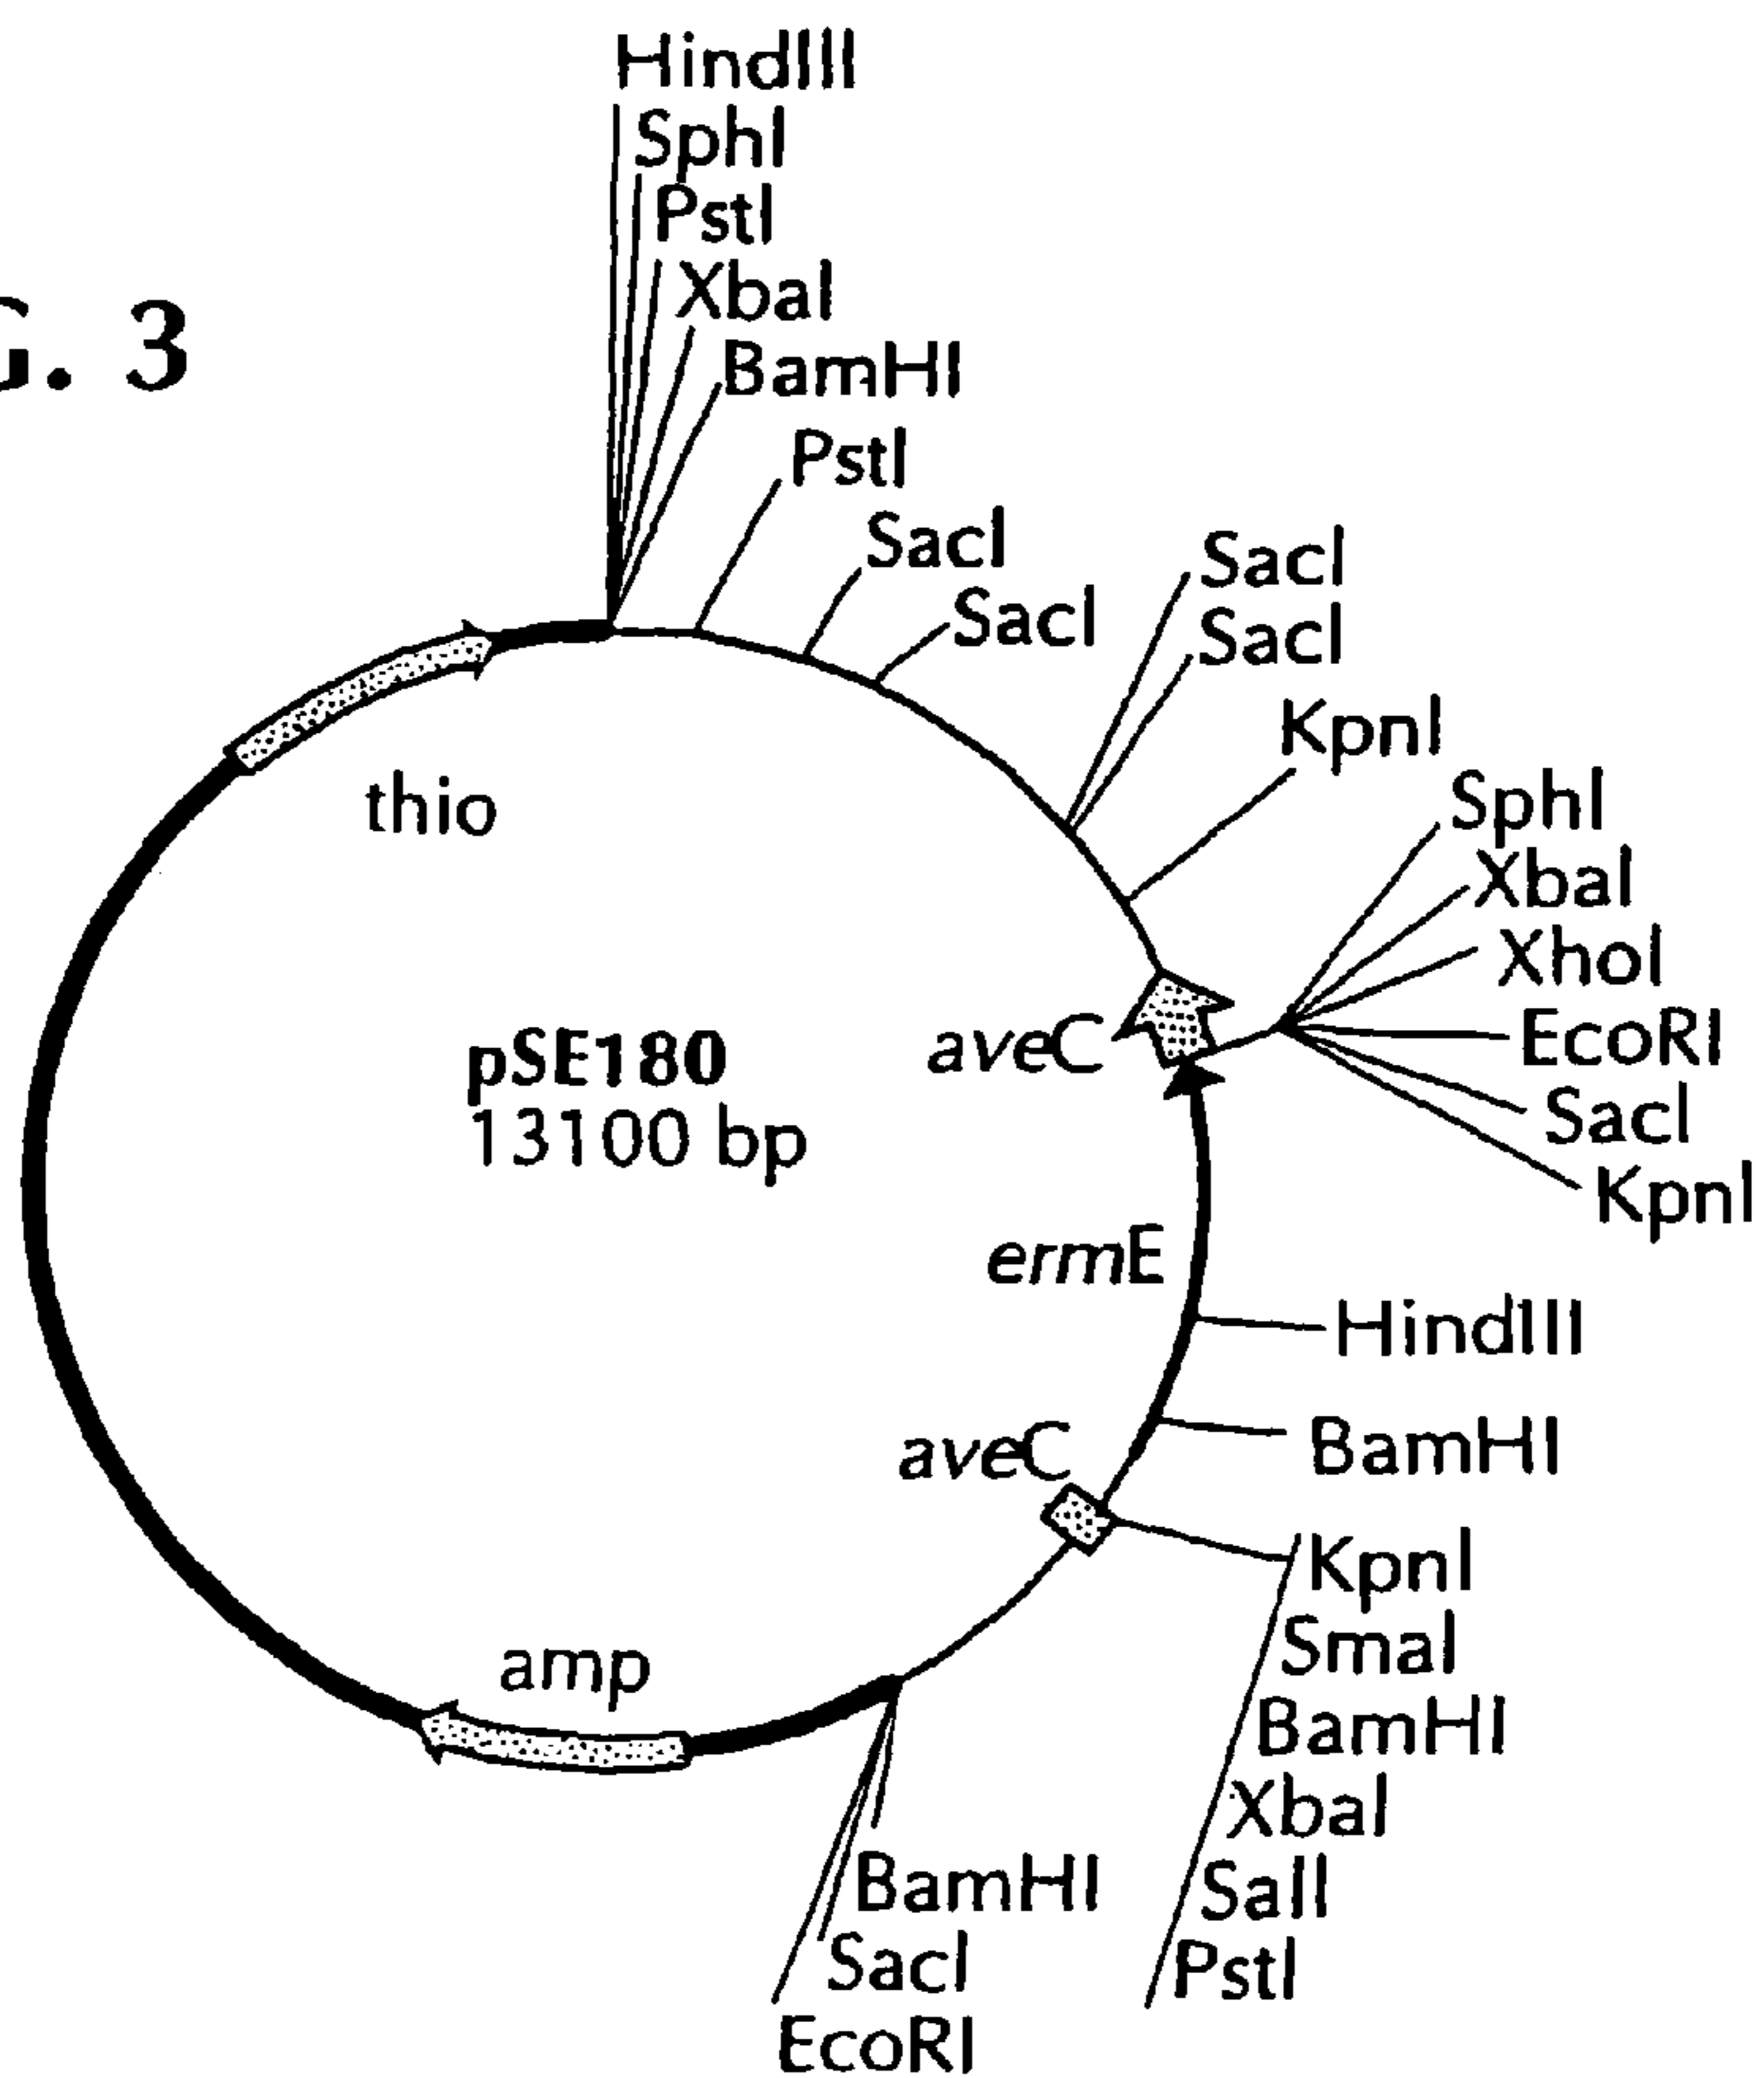 HindIII
SphI
PstI
XbaI
G. 3
BamHI
PstI
SacI
SacI
SacI
SacI
KpnI
thio
SphI
XbaI
XhoI
EcoRI
SacI
KpnI
aveC
pSE180
13100 bp
ermE
HindIII
BamHI
aveC
KpnI
SmaI
BamHI
XbaI
SalI
PstI
amp
BamHI
SacI
EcoRI